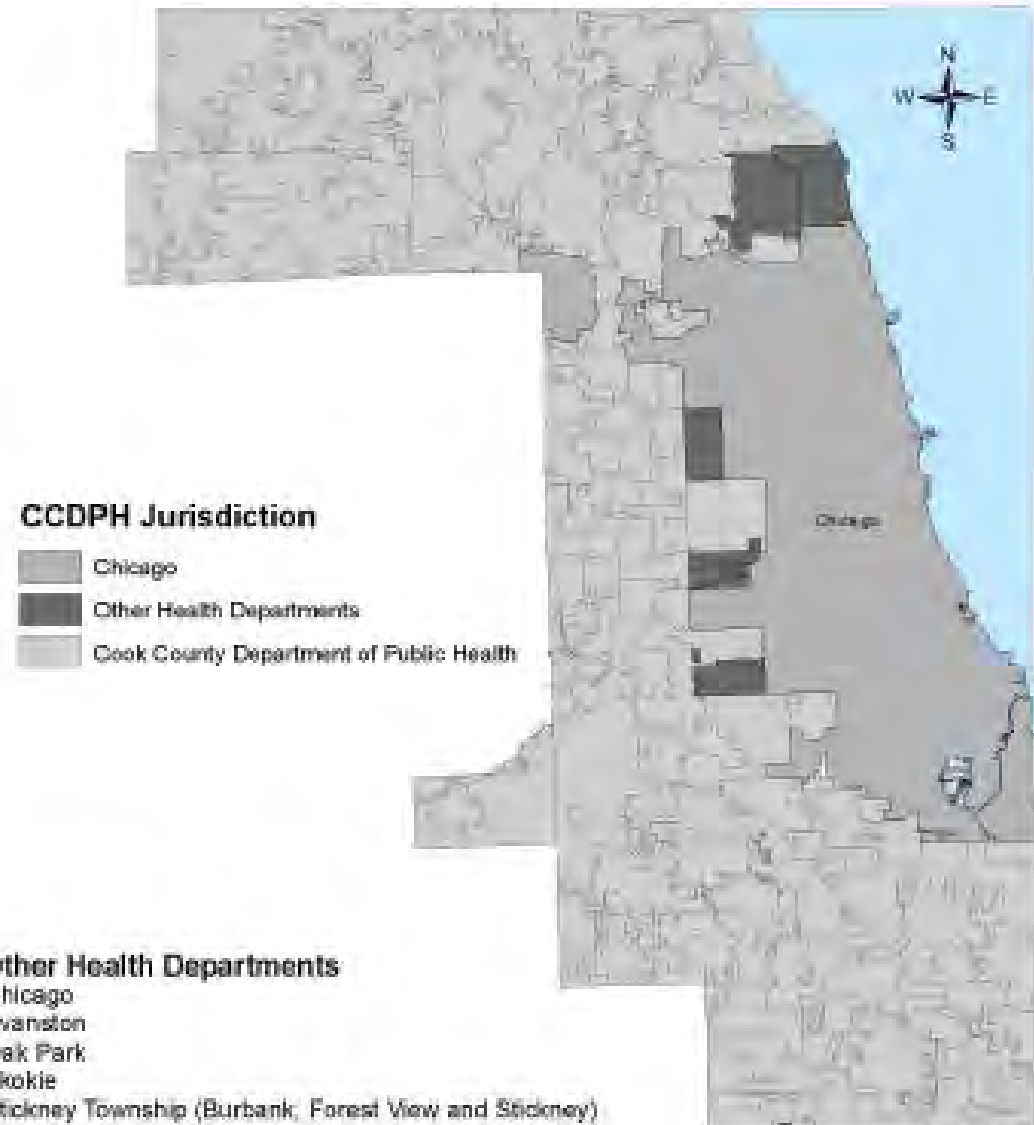 N
W E
S
Chicago
CCDPH Jurisdiction
Chicago
Other Health Departments
Cook County Department of Public Health
ther Health Departments
hicago
vanston
ak Park
kokie
tickney Township (Burbank, Forest View and Stickney)